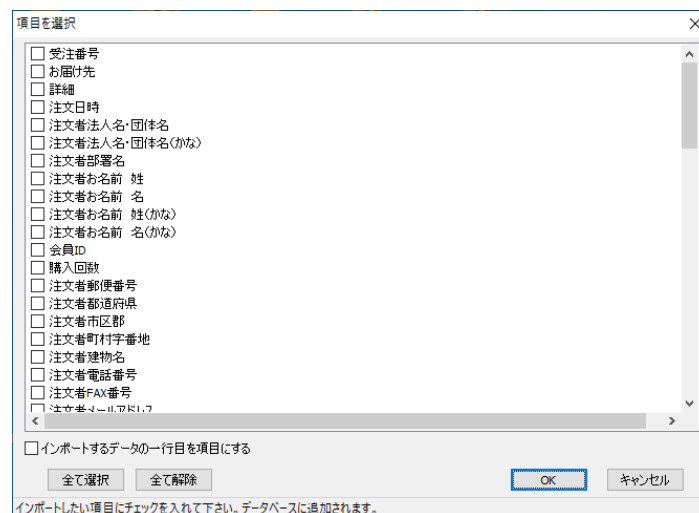 項目を選択
受注番号
お届け先
詳細
注文日時
注文者法人名・団体名
注文者法人名・団体名(かな)
注文者部署名
注文者お名前 姓
注文者お名前 名
注文者お名前 姓(かな)
注文者お名前 名(かな)
会員ID
購入回数
注文者郵便番号
注文者都道府県
注文者市区郡
注文者町村字番地
注文者建物名
注文者電話番号
注文者FAX番号
注文者メールアドレス
インポートするデータの一行目を項目にする
全て選択 全て解除 OK キャンセル
インポートしたい項目にチェックを入れて下さい。データベースに追加されます。